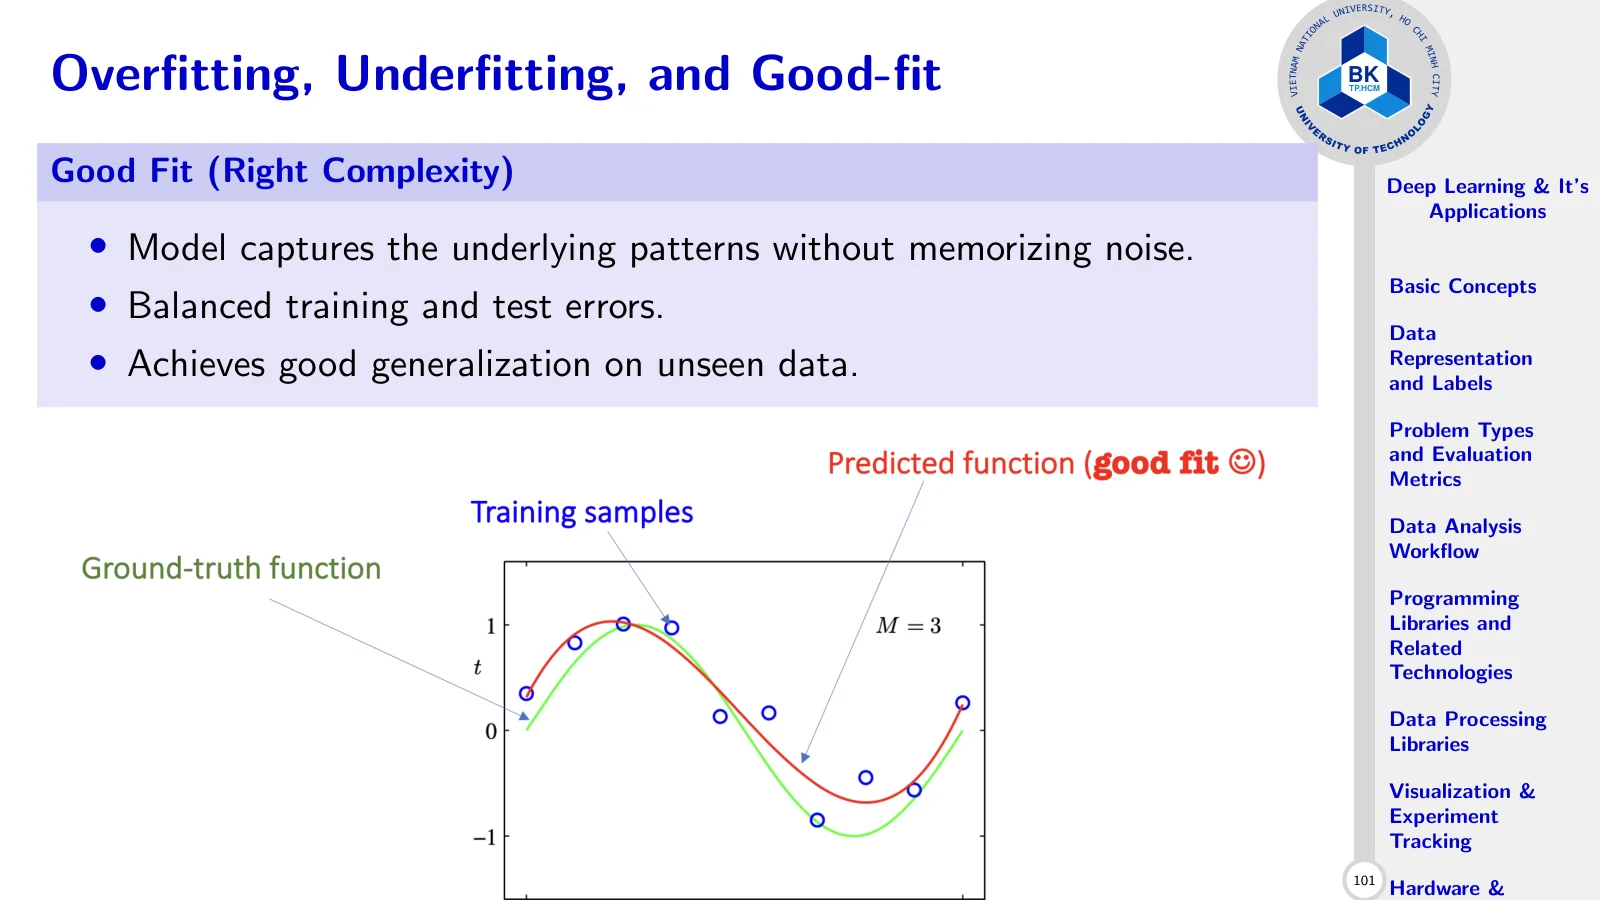 Overfitting, Underfitting, and Good-fit
Good Fit (Right Complexity)
• Model captures the underlying patterns without memorizing noise.
• Balanced training and test errors.
• Achieves good generalization on unseen data.
Predicted function (good fit ☺)
Training samples
Ground-truth function
M = 3
1
t
0
−1
VIETNAM NATIONAL UNIVERSITY, HO CHI MINH CITY
BK
TP.HCM
UNIVERSITY OF TECHNOLOGY
Deep Learning & It's
Applications
Basic Concepts
Data
Representation
and Labels
Problem Types
and Evaluation
Metrics
Data Analysis
Workflow
Programming
Libraries and
Related
Technologies
Data Processing
Libraries
Visualization &
Experiment
Tracking
Hardware &
101